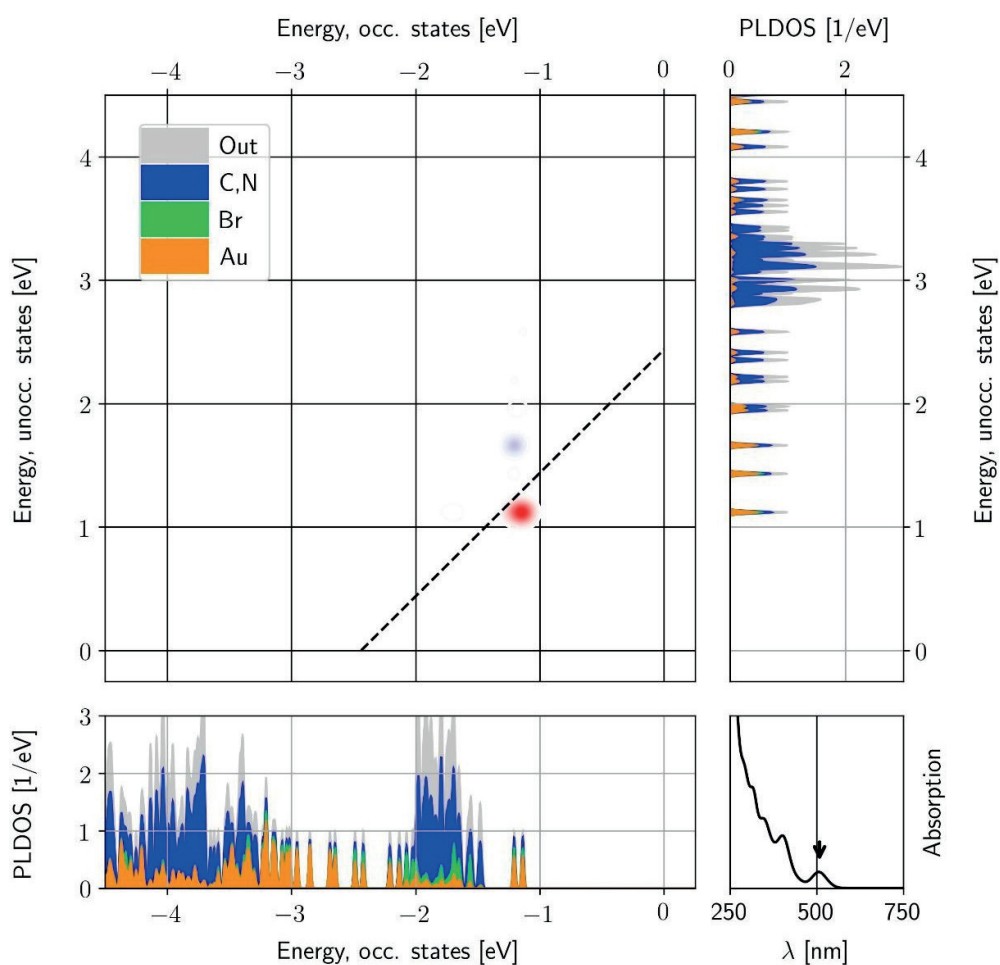 Energy, occ. states [eV]
−4 −3 −2 −1 0
PLDOS [1/eV]
0 2
Energy, unocc. states [eV]
4
3
2
1
0
Out
C,N
Br
Au
4
3
2
1
0
Energy, unocc. states [eV]
PLDOS [1/eV]
3
2
1
0
−4 −3 −2 −1 0
Energy, occ. states [eV]
Absorption
250 500 750
λ [nm]